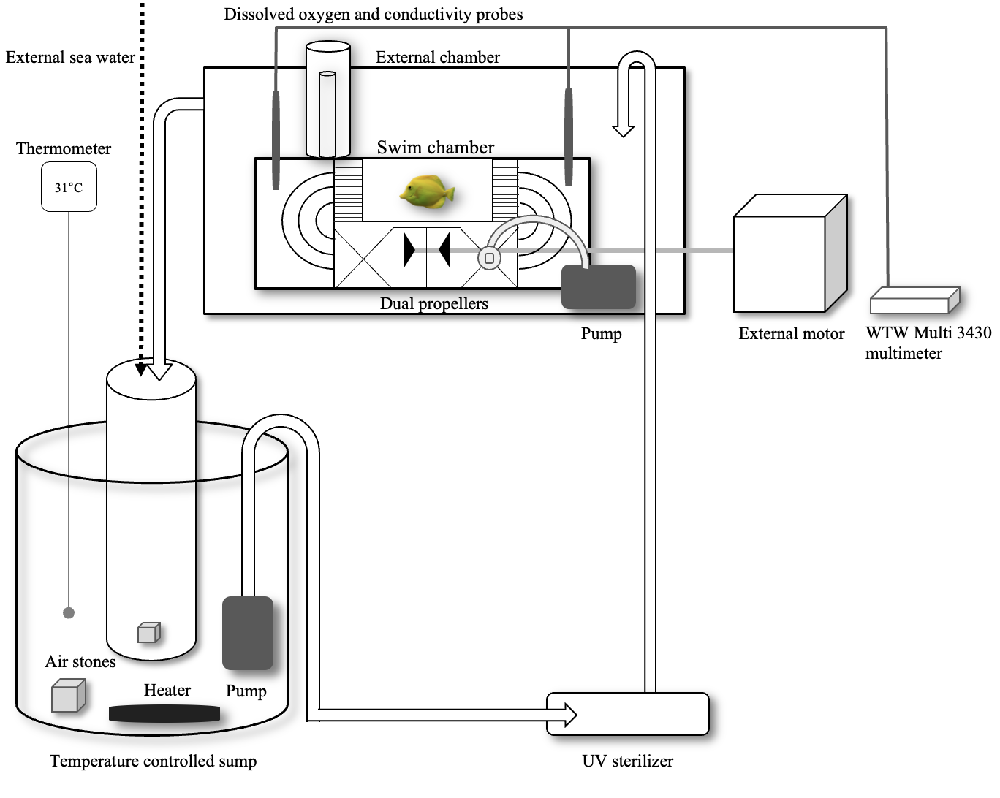 Dissolved oxygen and conductivity probes
External sea water
External chamber
Thermometer
31°C
Swim chamber
Dual propellers
Pump
External motor
WTW Multi 3430
multimeter
Air stones
Heater
Pump
Temperature controlled sump
UV sterilizer